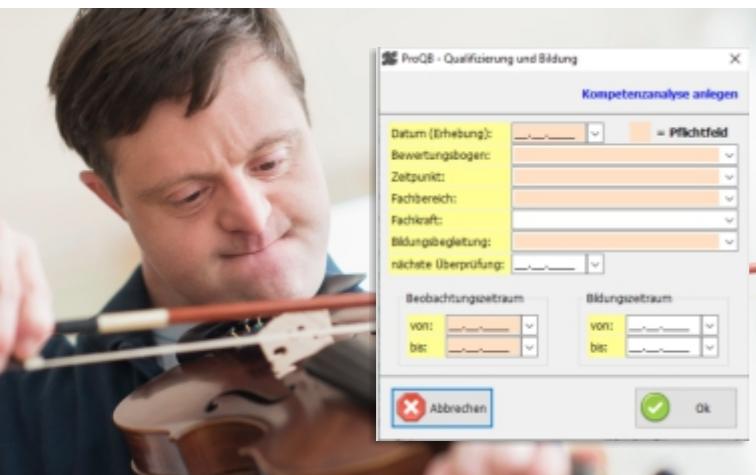 ProQB - Qualifizierung und Bildung
Kompetenzanalyse anlegen
Datum (Erhebung): = Pflichtfeld
Bewertungsbogen:
Zeitpunkt:
Fachbereich:
Fachkraft:
Bildungsbegleitung:
nächste Überprüfung:
Beobachtungszeitraum Bildungszeitraum
von: von:
bis: bis:
Abbrechen Ok